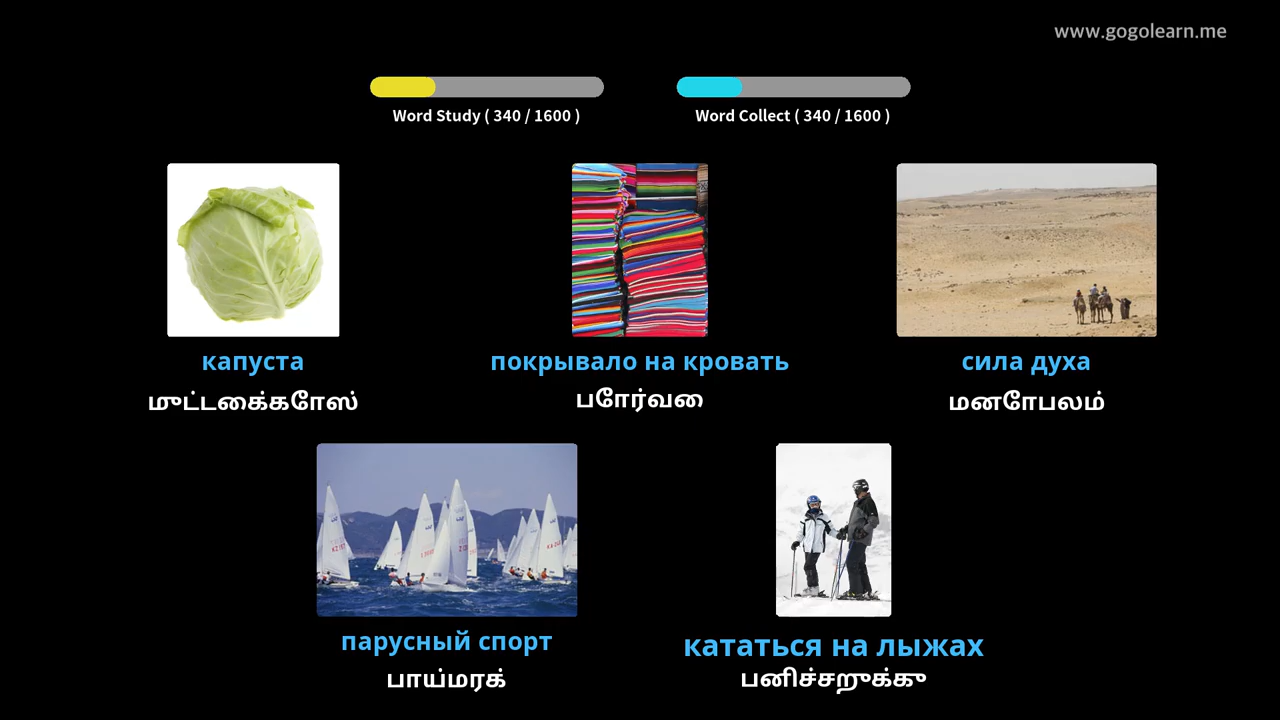 www.gogolearn.me
Word Study ( 340 / 1600 )
Word Collect ( 340 / 1600 )
капуста
முட்டைக்கோஸ்
покрывало на кровать
போர்வை
сила духа
மனோபலம்
парусный спорт
பாய்மரக்
кататься на лыжах
பனிச்சறுக்கு